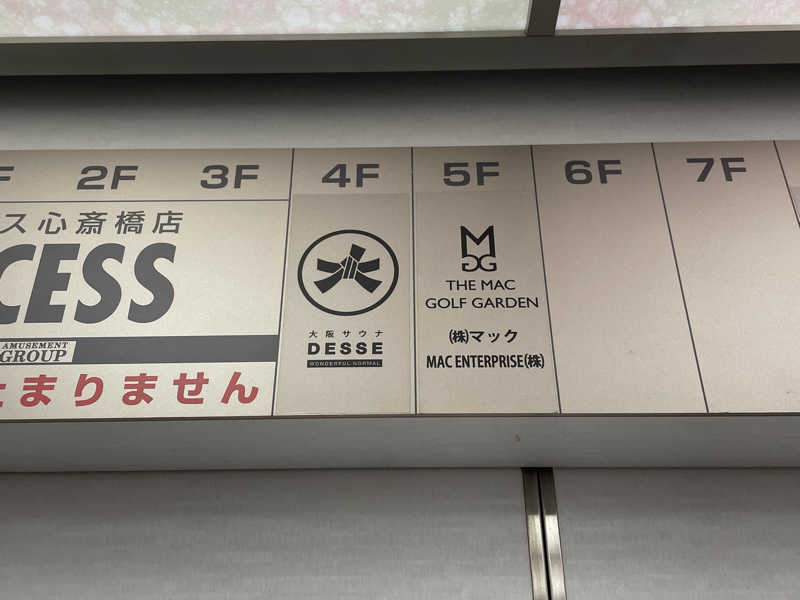 F 2F 3F 4F 5F 6F 7F
ス心斎橋店
CESS
AMUSEMENT
GROUP
まりません
大阪サウナ
DESSE
WONDERFUL NORMAL
M
GG
THE MAC
GOLF GARDEN
㈱マック
MAC ENTERPRISE㈱